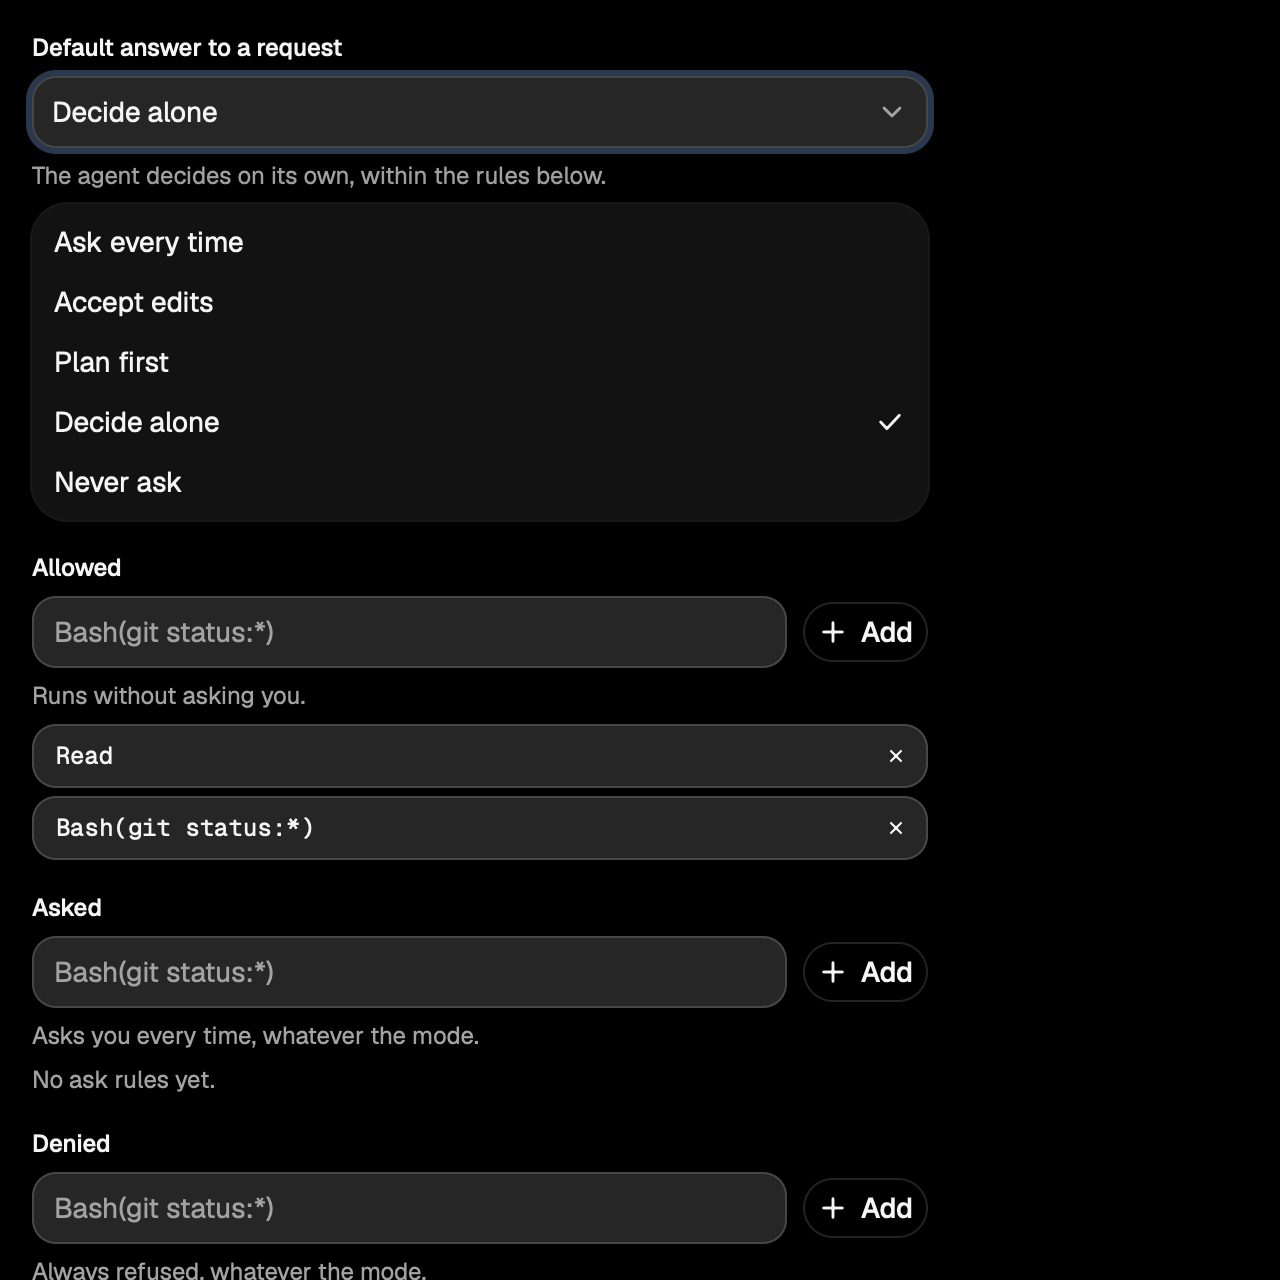 Default answer to a request
Decide alone
The agent decides on its own, within the rules below.
Ask every time
Accept edits
Plan first
Decide alone
Never ask
Allowed
Bash(git status:*)
+ Add
Runs without asking you.
Read
Bash(git status:*)
Asked
Bash(git status:*)
+ Add
Asks you every time, whatever the mode.
No ask rules yet.
Denied
Bash(git status:*)
+ Add
Always refused, whatever the mode.